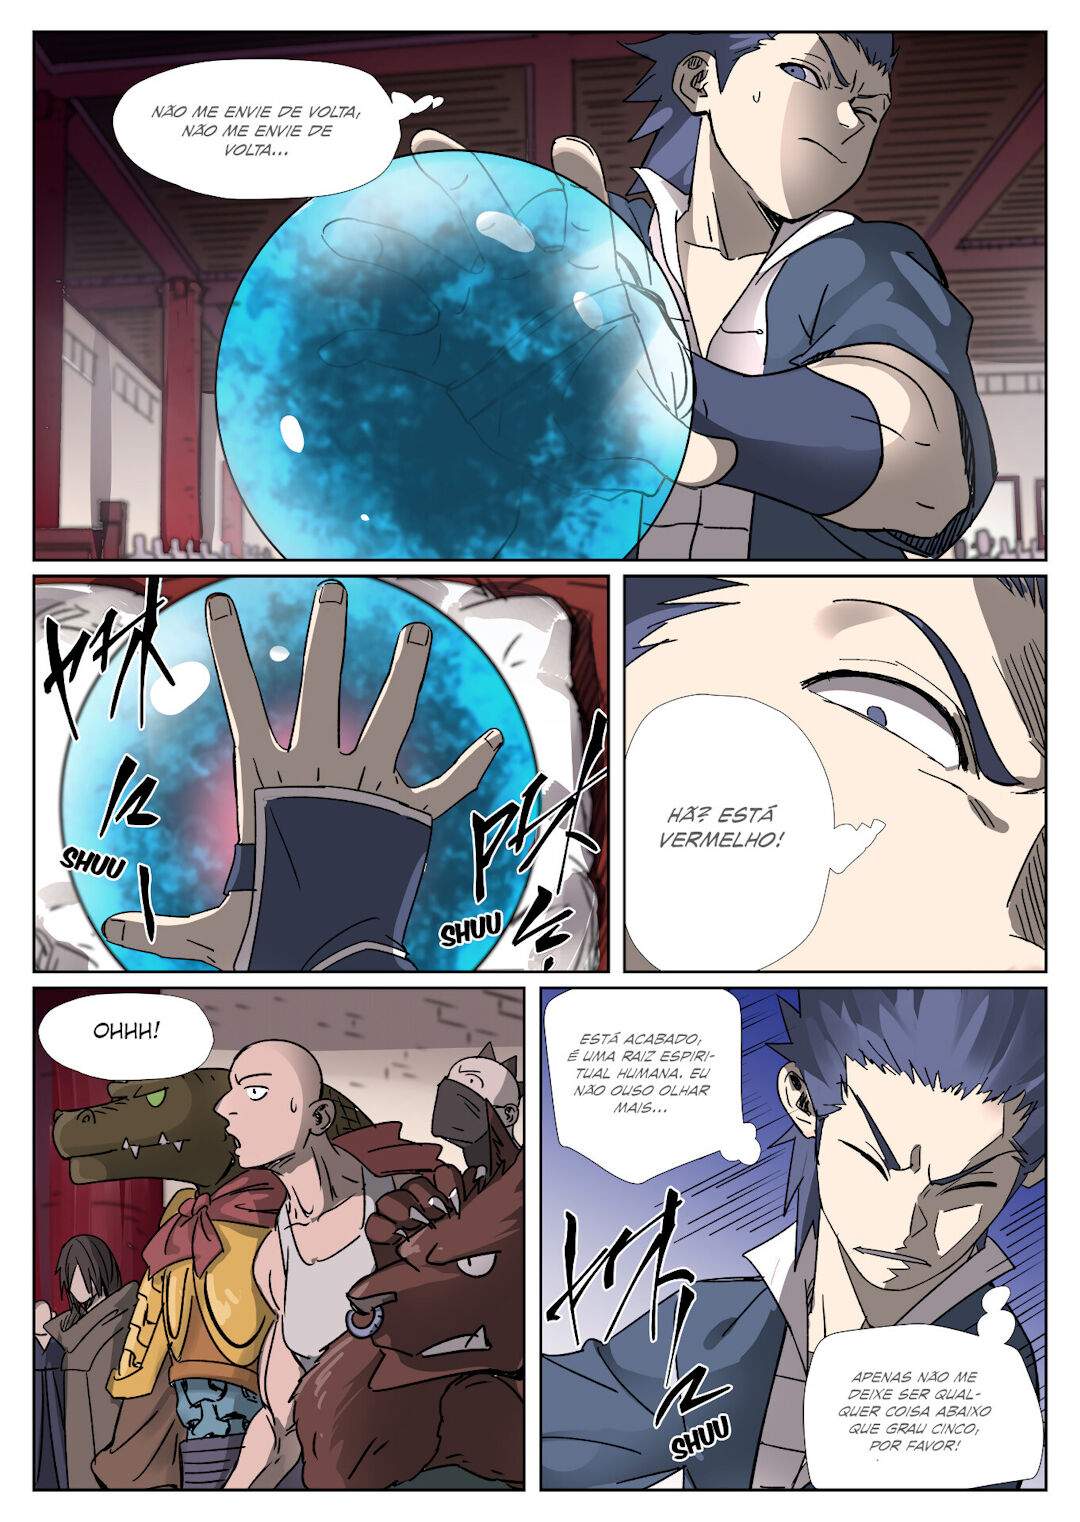 NÃO ME ENVIE DE VOLTA,
NÃO ME ENVIE DE
VOLTA...
SHUU
SHUU
HÃ? ESTÁ
VERMELHO!
OHHH!
ESTÁ ACABADO,
É UMA RAIZ ESPIRI-
TUAL HUMANA. EU
NÃO OUSO OLHAR
MAIS...
SHUU
APENAS NÃO ME
DEIXE SER QUAL-
QUER COISA ABAIXO
QUE GRAU CINCO,
POR FAVOR!